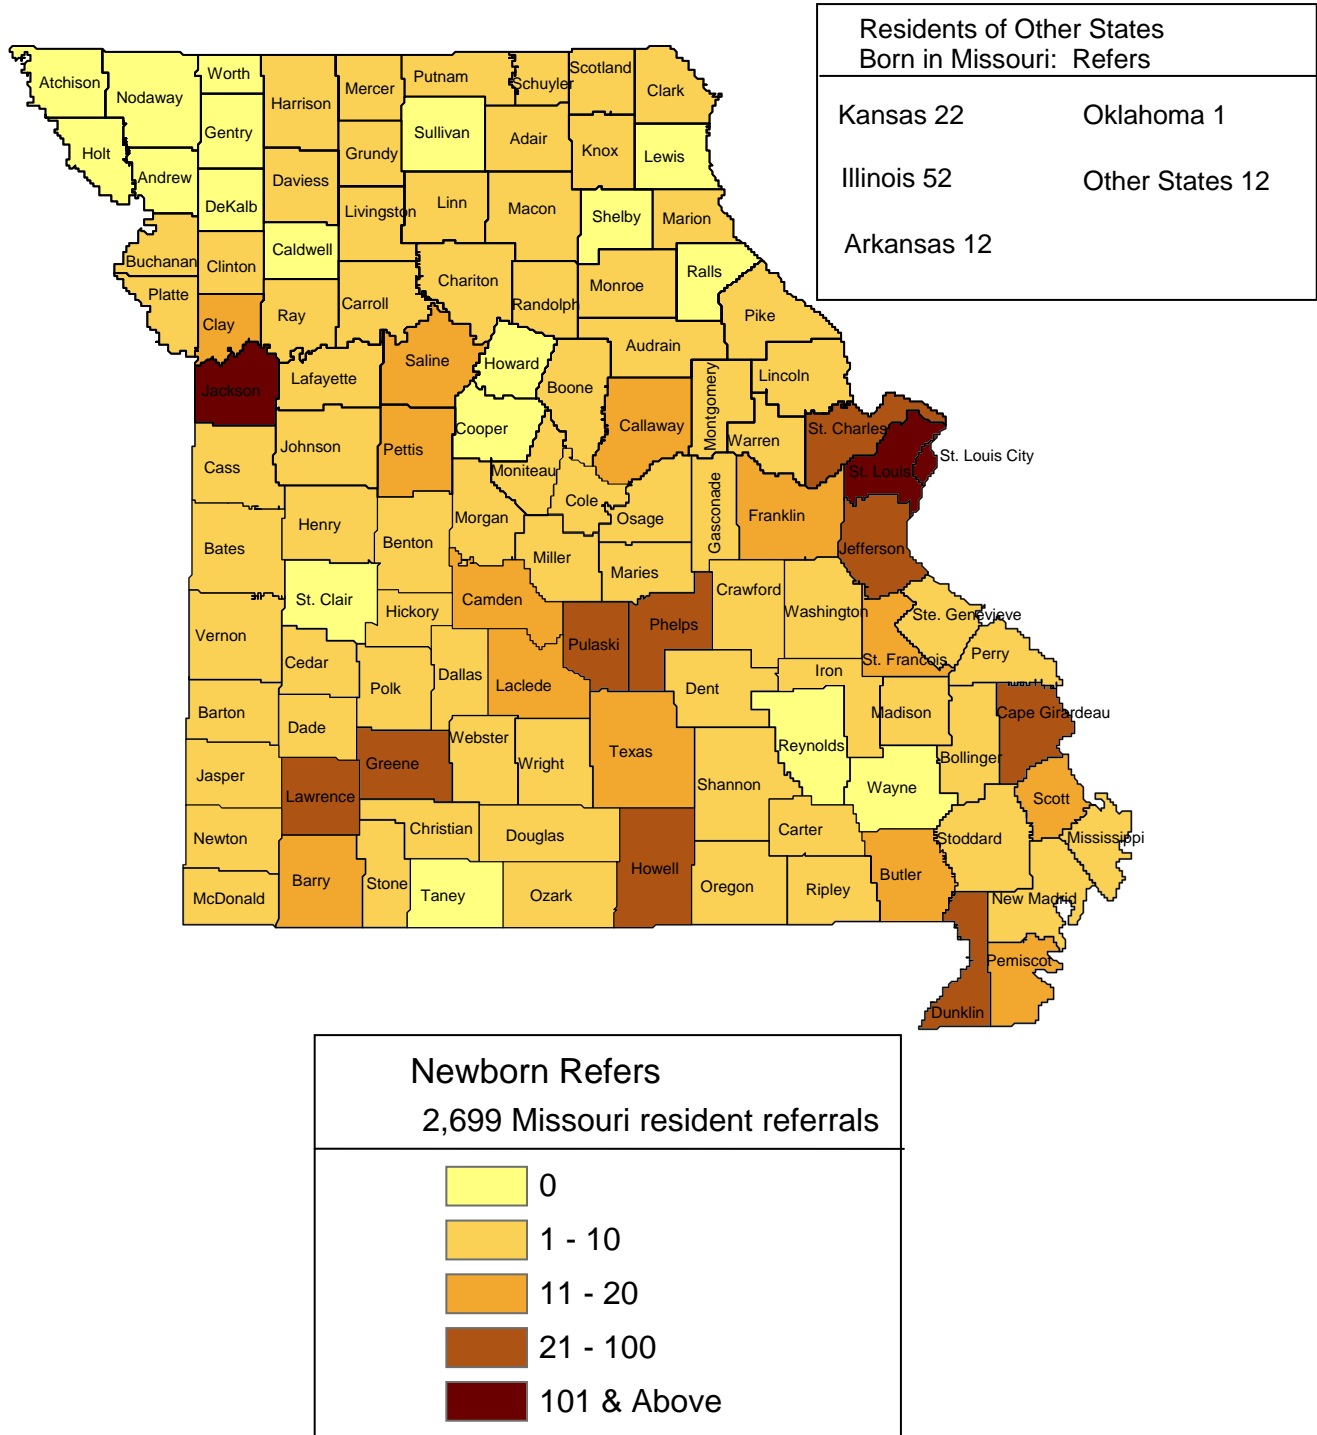 Residents of Other States
Born in Missouri: Refers
Kansas 22 Oklahoma 1
Illinois 52 Other States 12
Arkansas 12
Atchison
Nodaway
Worth
Harrison
Mercer
Putnam
Schuyler
Scotland
Clark
Holt
Andrew
Gentry
DeKalb
Daviess
Grundy
Sullivan
Adair
Knox
Lewis
Buchanan
Clinton
Caldwell
Livingston
Linn
Macon
Shelby
Marion
Platte
Clay
Ray
Carroll
Chariton
Randolph
Monroe
Ralls
Pike
Jackson
Lafayette
Saline
Howard
Boone
Audrain
Callaway
Montgomery
Lincoln
Warren
St. Charles
St. Louis
St. Louis City
Cass
Johnson
Pettis
Cooper
Moniteau
Cole
Osage
Gasconade
Franklin
Jefferson
Bates
Henry
Benton
Morgan
Miller
Maries
Crawford
Washington
Ste. Genevieve
St. Francois
Perry
Vernon
St. Clair
Hickory
Camden
Pulaski
Phelps
Dent
Iron
Madison
Cape Girardeau
Bollinger
Barton
Cedar
Polk
Dallas
Laclede
Texas
Dade
Greene
Webster
Wright
Shannon
Reynolds
Wayne
Scott
Mississippi
Stoddard
Jasper
Lawrence
Christian
Douglas
Howell
Carter
Butler
Newton
McDonald
Barry
Stone
Taney
Ozark
Oregon
Ripley
New Madrid
Pemiscot
Dunklin
Newborn Refers
2,699 Missouri resident referrals
0
1 - 10
11 - 20
21 - 100
101 & Above